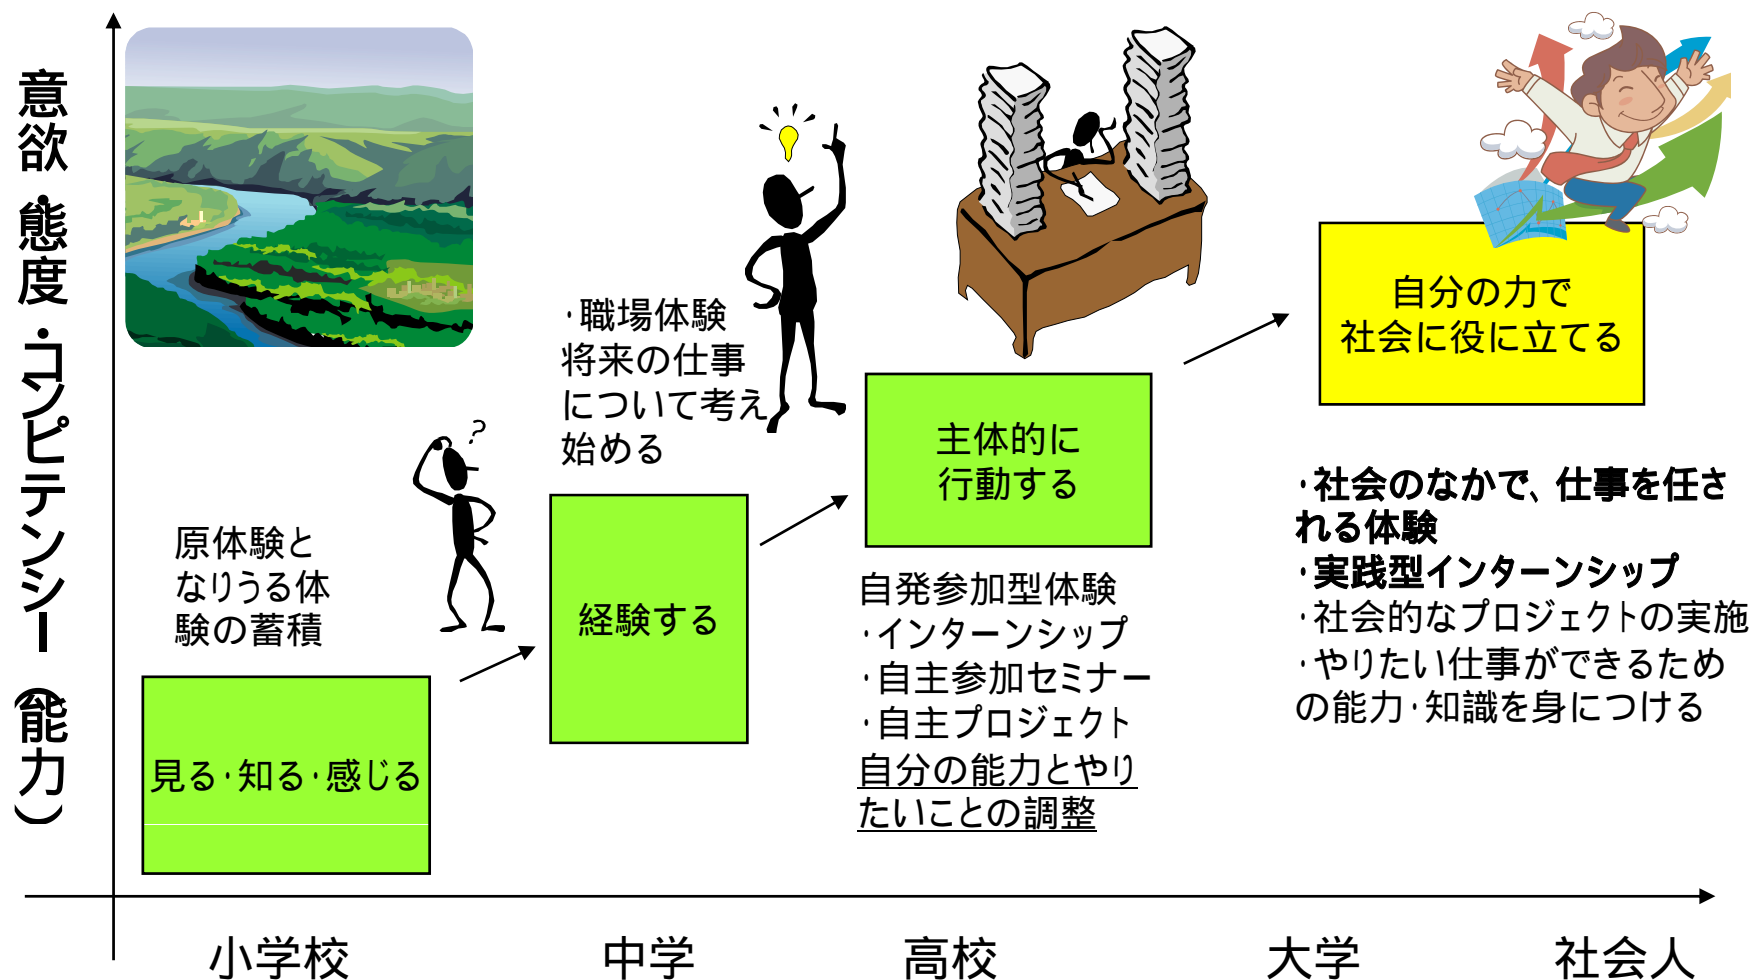 意欲・態度・コンピテンシー（能力）
原体験と
なりうる体
験の蓄積
見る・知る・感じる
?
・職場体験
将来の仕事
について考え
始める
経験する
主体的に
行動する
自発参加型体験
・インターンシップ
・自主参加セミナー
・自主プロジェクト
自分の能力とやり
たいことの調整
自分の力で
社会に役に立てる
・社会のなかで、仕事を任さ
れる体験
・実践型インターンシップ
・社会的なプロジェクトの実施
・やりたい仕事ができるため
の能力・知識を身につける
小学校
中学
高校
大学
社会人